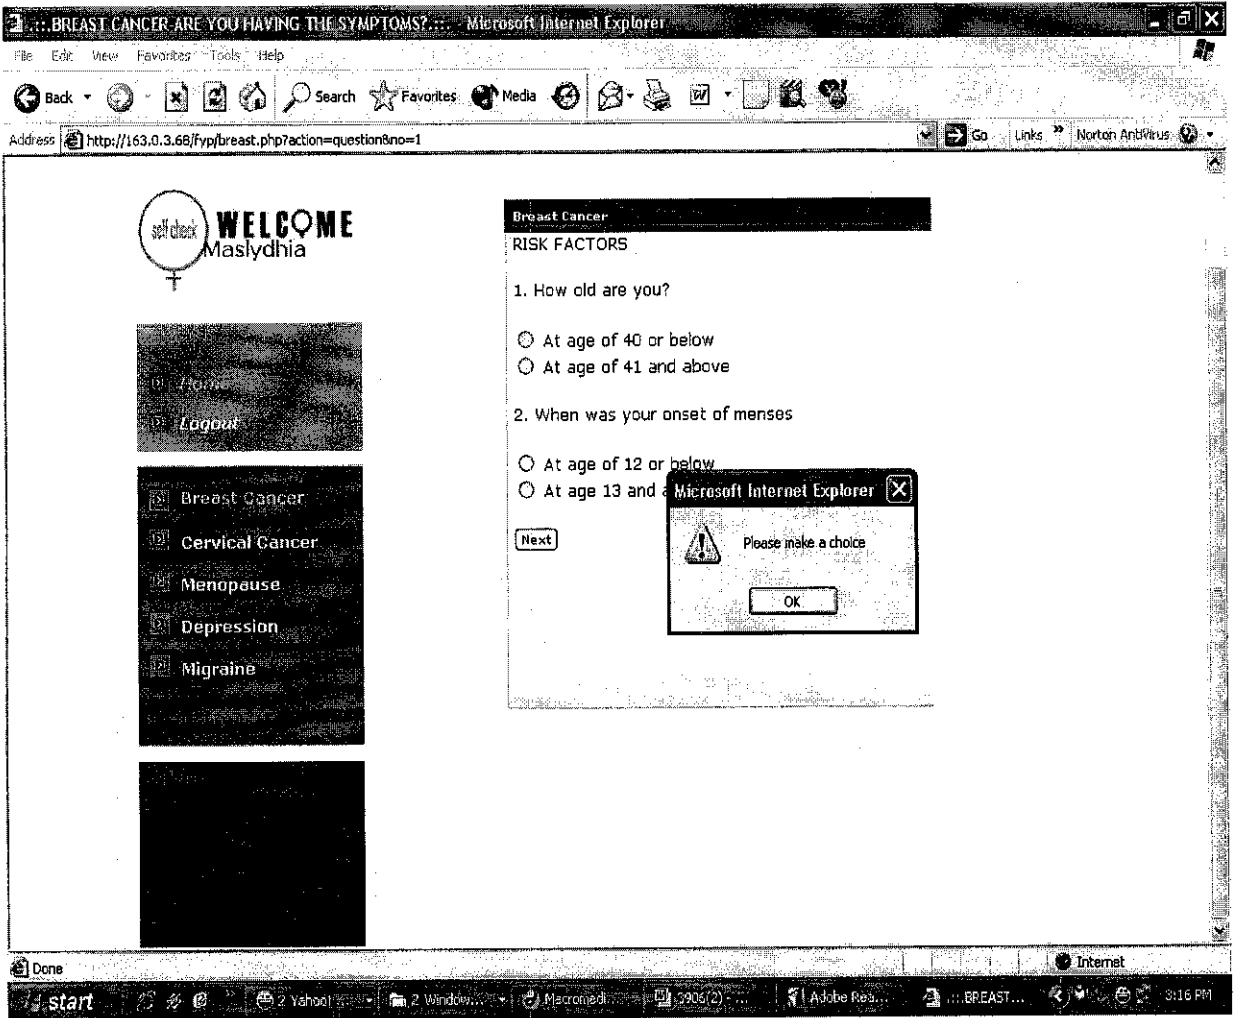 .:::.BREAST CANCER-ARE YOU HAVING THE SYMPTOMS?.:::. - Microsoft Internet Explorer
File Edit View Favorites Tools Help
Back Search Favorites Media
Address http://163.0.3.68/fyp/breast.php?action=question&no=1 Go Links » Norton AntiVirus
self check WELCOME
Maslydhia
Breast Cancer
RISK FACTORS
1. How old are you?
At age of 40 or below
At age of 41 and above
Home
Logout
2. When was your onset of menses
At age of 12 or below
At age 13 and
Next
Microsoft Internet Explorer
Please make a choice
OK
Breast Cancer
Cervical Cancer
Menopause
Depression
Migraine
Done Internet
start 2 Yahoo! ... 2 Window... Macromedi... 3906(2) - ... Adobe Rea... .::.BREAST... 3:16 PM